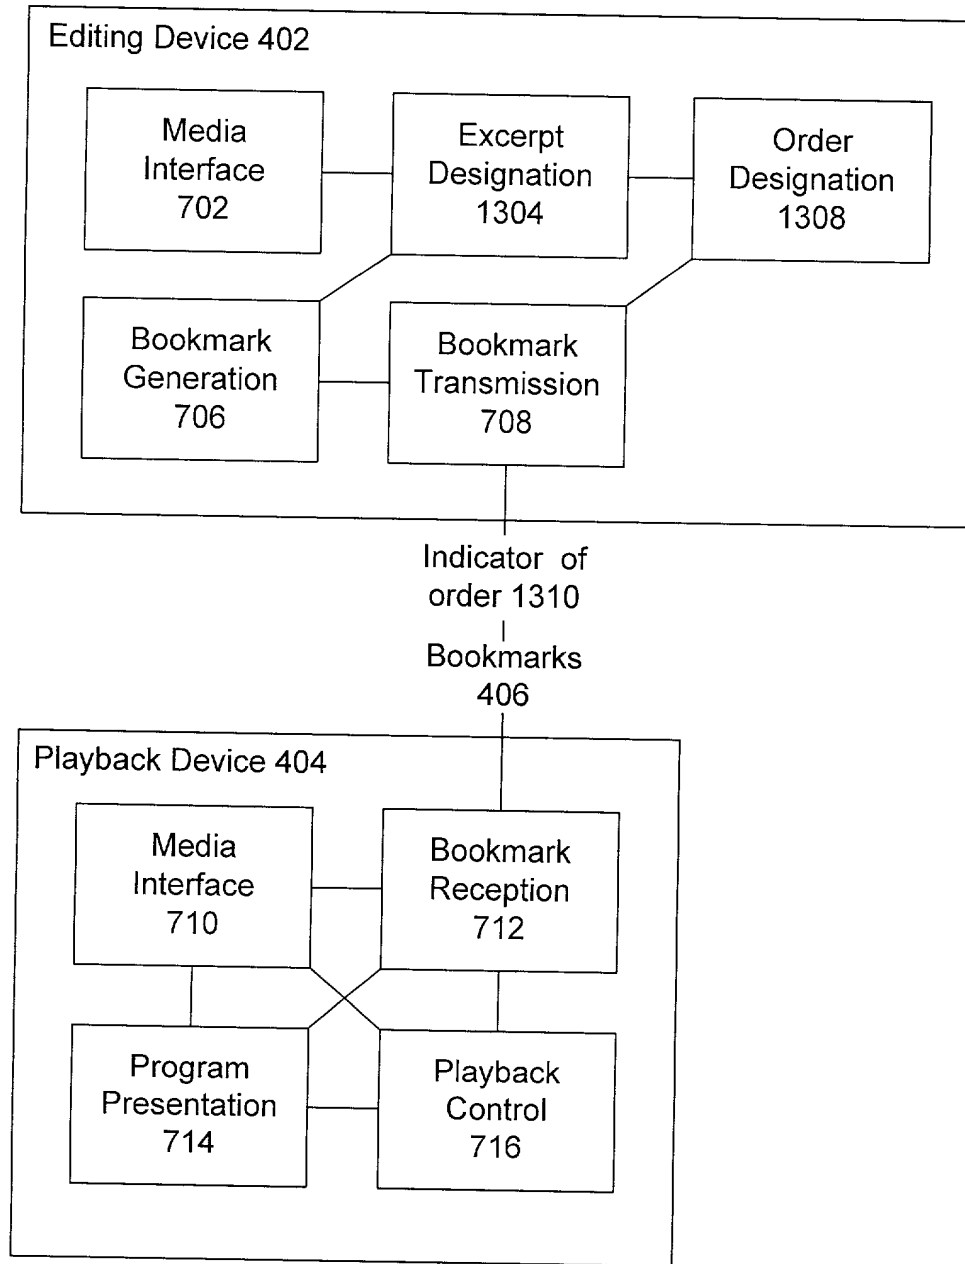 Editing Device 402
Media
Interface
702
Excerpt
Designation
1304
Order
Designation
1308
Bookmark
Generation
706
Bookmark
Transmission
708
Indicator of
order 1310
Bookmarks
406
Playback Device 404
Media
Interface
710
Bookmark
Reception
712
Program
Presentation
714
Playback
Control
716